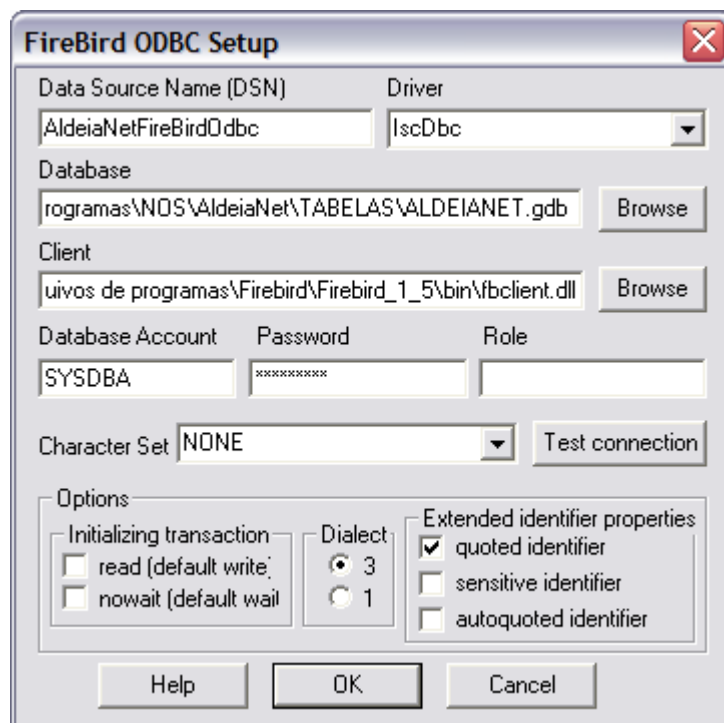 FireBird ODBC Setup
Data Source Name (DSN) Driver
AldeiaNetFireBirdOdbc IscDbc
Database
rogramas\NOS\AldeiaNet\TABELAS\ALDEIANET.gdb Browse
Client
uivos de programas\Firebird\Firebird_1_5\bin\fbclient.dll Browse
Database Account Password Role
SYSDBA *********
Character Set NONE Test connection
Options
Initializing transaction Dialect Extended identifier properties
read (default write) 3 quoted identifier
nowait (default wait 1 sensitive identifier
autoquoted identifier
Help OK Cancel